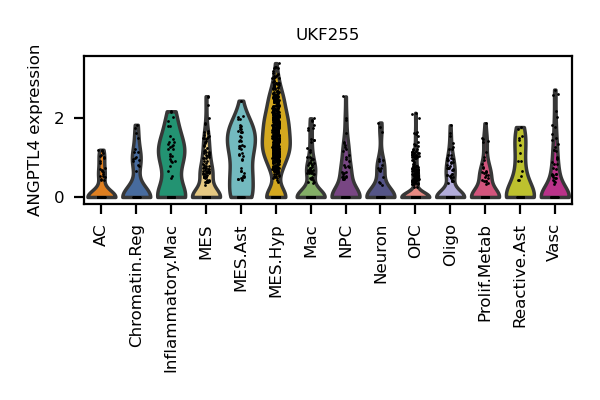 UKF255
ANGPTL4 expression
2
0
AC
Chromatin.Reg
Inflammatory.Mac
MES
MES.Ast
MES.Hyp
Mac
NPC
Neuron
OPC
Oligo
Prolif.Metab
Reactive.Ast
Vasc